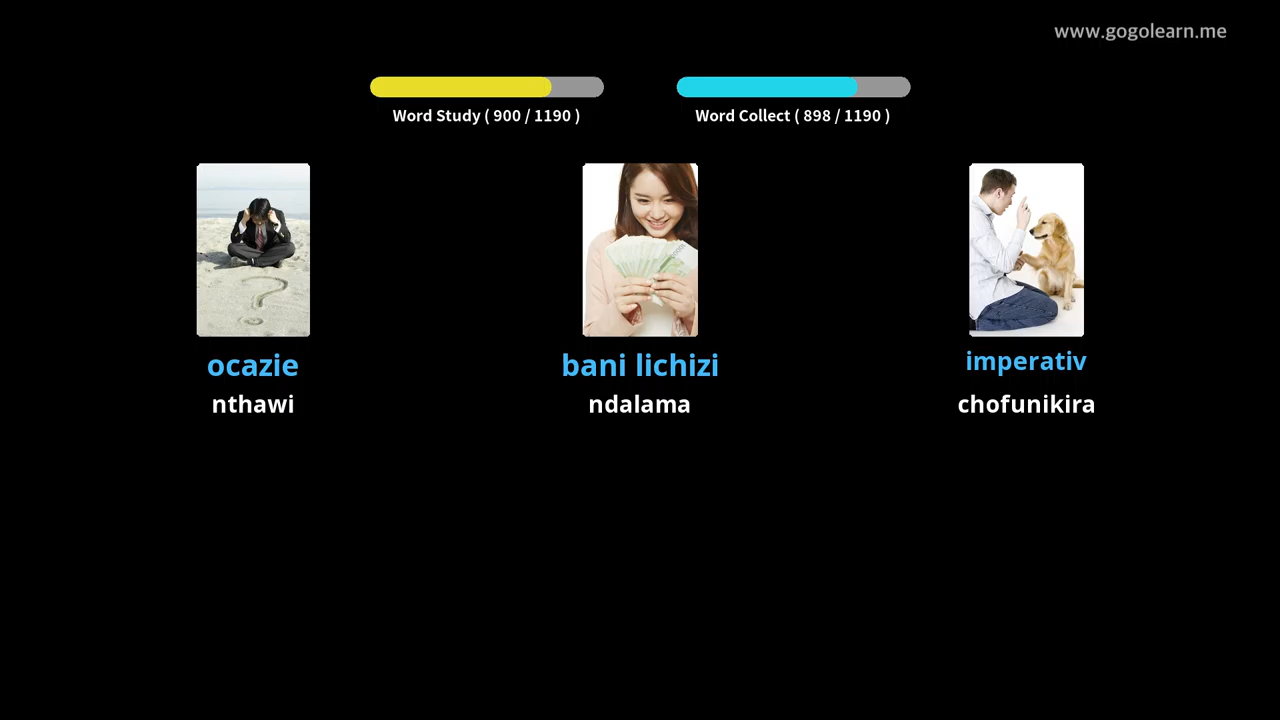 www.gogolearn.me
Word Study ( 900 / 1190 )
Word Collect ( 898 / 1190 )
ocazie
nthawi
bani lichizi
ndalama
imperativ
chofunikira